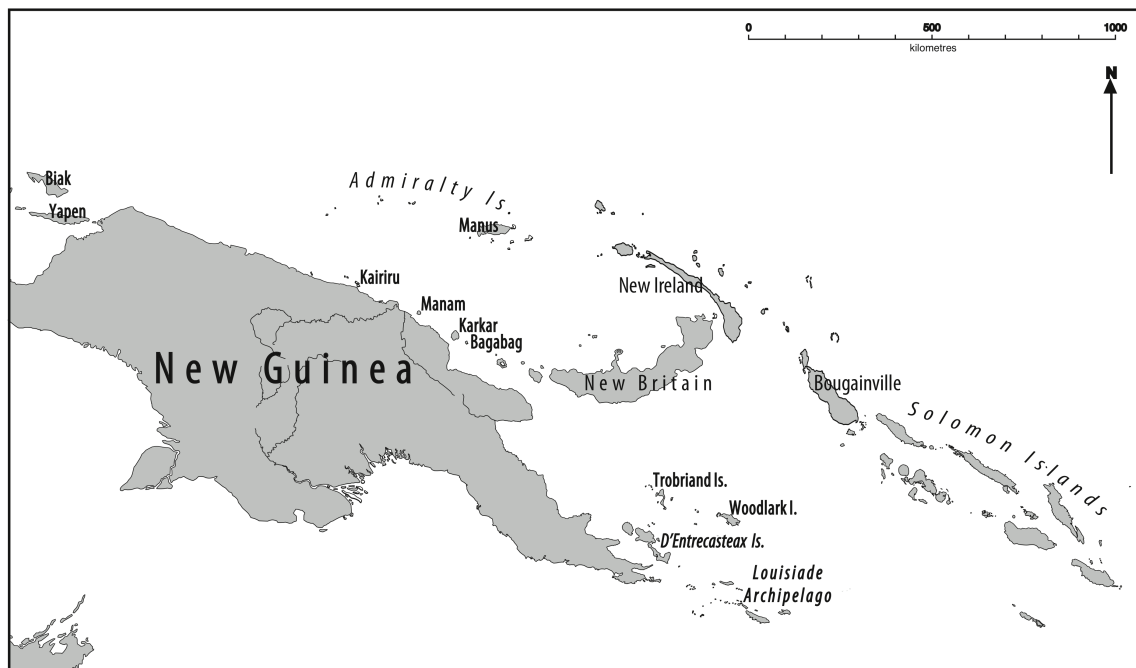 0 500 1000
kilometres
N
Biak
Admiralty Is.
Yapen
Manus
Kairiru
New Ireland
Manam
Karkar
Bagabag
New Guinea
New Britain
Bougainville
Solomon Islands
Trobriand Is.
Woodlark I.
D'Entrecasteax Is.
Louisiade
Archipelago